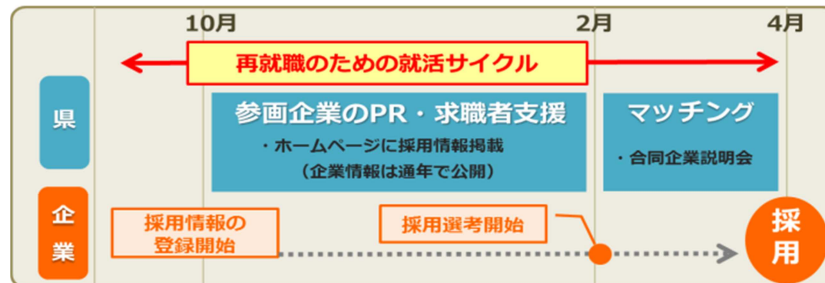 10月
2月
4月
再就職のための就活サイクル
県
参画企業のPR・求職者支援
・ホームページに採用情報掲載
（企業情報は通年で公開）
マッチング
・合同企業説明会
企業
採用情報の
登録開始
採用選考開始
採用